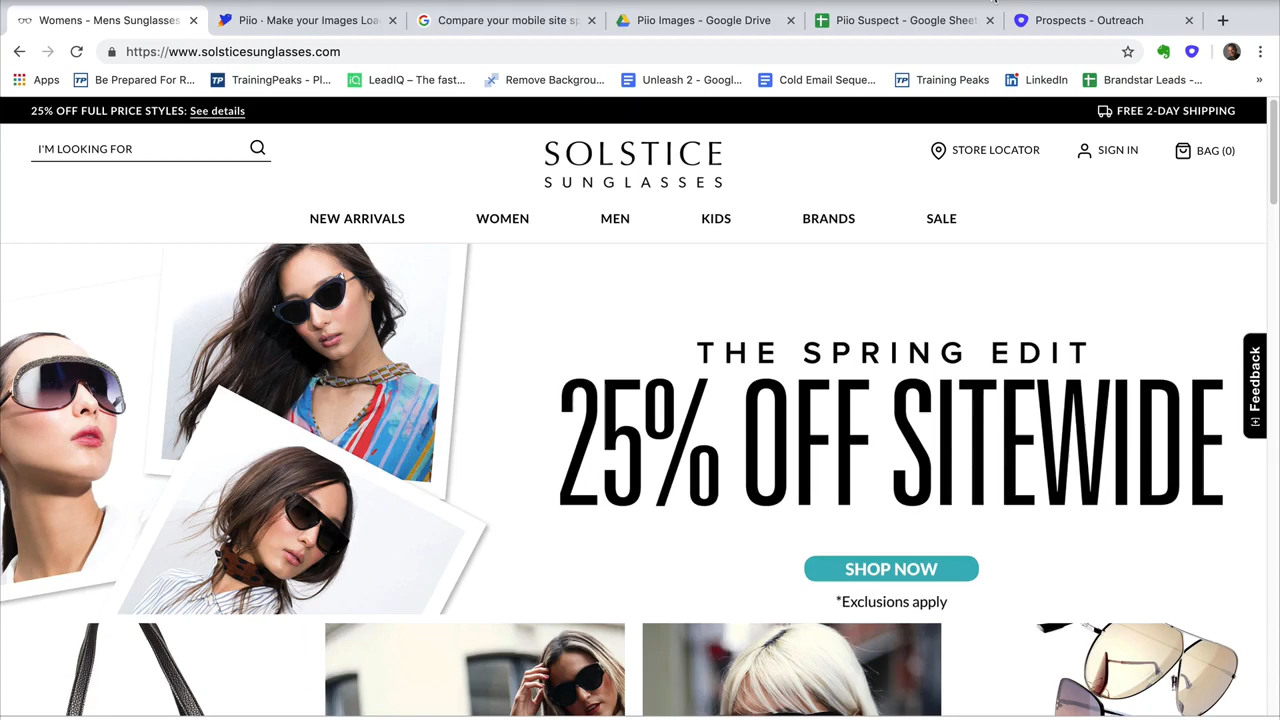 Womens - Mens Sunglasses
Piio · Make your Images Loa
Compare your mobile site sp
Piio Images - Google Drive
Piio Suspect - Google Sheet
Prospects - Outreach
https://www.solsticesunglasses.com
Apps
Be Prepared For R...
TrainingPeaks - Pl...
LeadIQ – The fast...
Remove Backgrou...
Unleash 2 - Googl...
Cold Email Seque...
Training Peaks
LinkedIn
Brandstar Leads -...
25% OFF FULL PRICE STYLES: See details
FREE 2-DAY SHIPPING
I'M LOOKING FOR
SOLSTICE
SUNGLASSES
STORE LOCATOR
SIGN IN
BAG (0)
NEW ARRIVALS
WOMEN
MEN
KIDS
BRANDS
SALE
THE SPRING EDIT
25% OFF SITEWIDE
SHOP NOW
*Exclusions apply
[+] Feedback